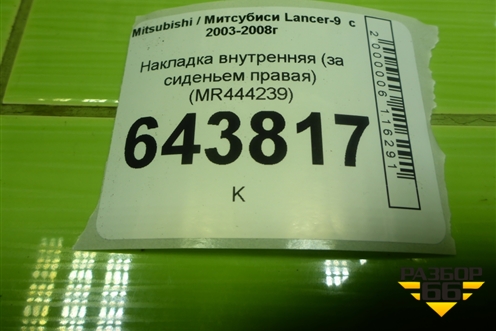 Mitsubishi / Митсубиси Lancer-9 с
2003-2008г
Накладка внутренняя (за
сиденьем правая)
(MR444239)
643817
К
2000006116291
РАЗБОР
66